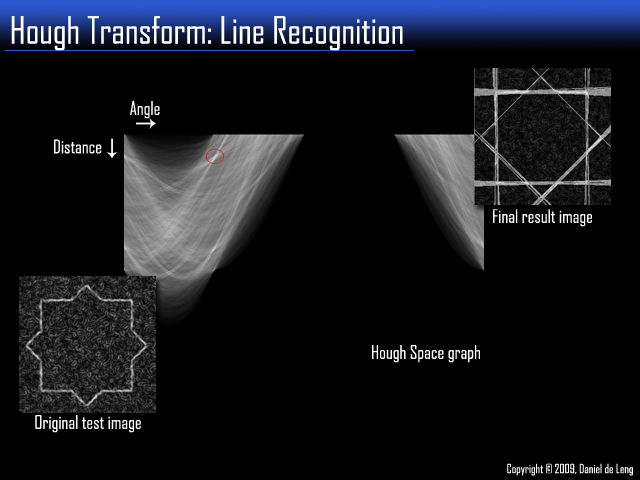 Hough Transform: Line Recognition
Angle
Distance
Final result image
Hough Space graph
Original test image
Copyright © 2009, Daniel de Leng